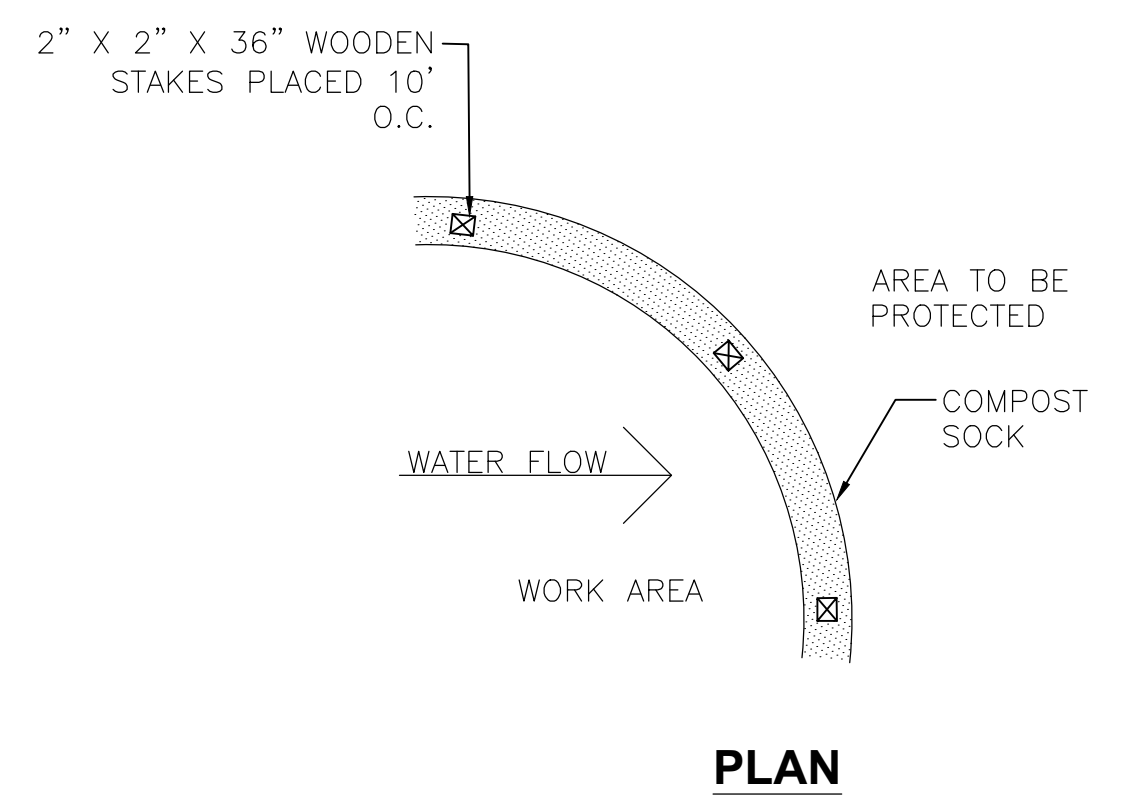 2” X 2” X 36” WOODEN
STAKES PLACED 10’
O.C.
AREA TO BE
PROTECTED
COMPOST
SOCK
WATER FLOW
WORK AREA
PLAN